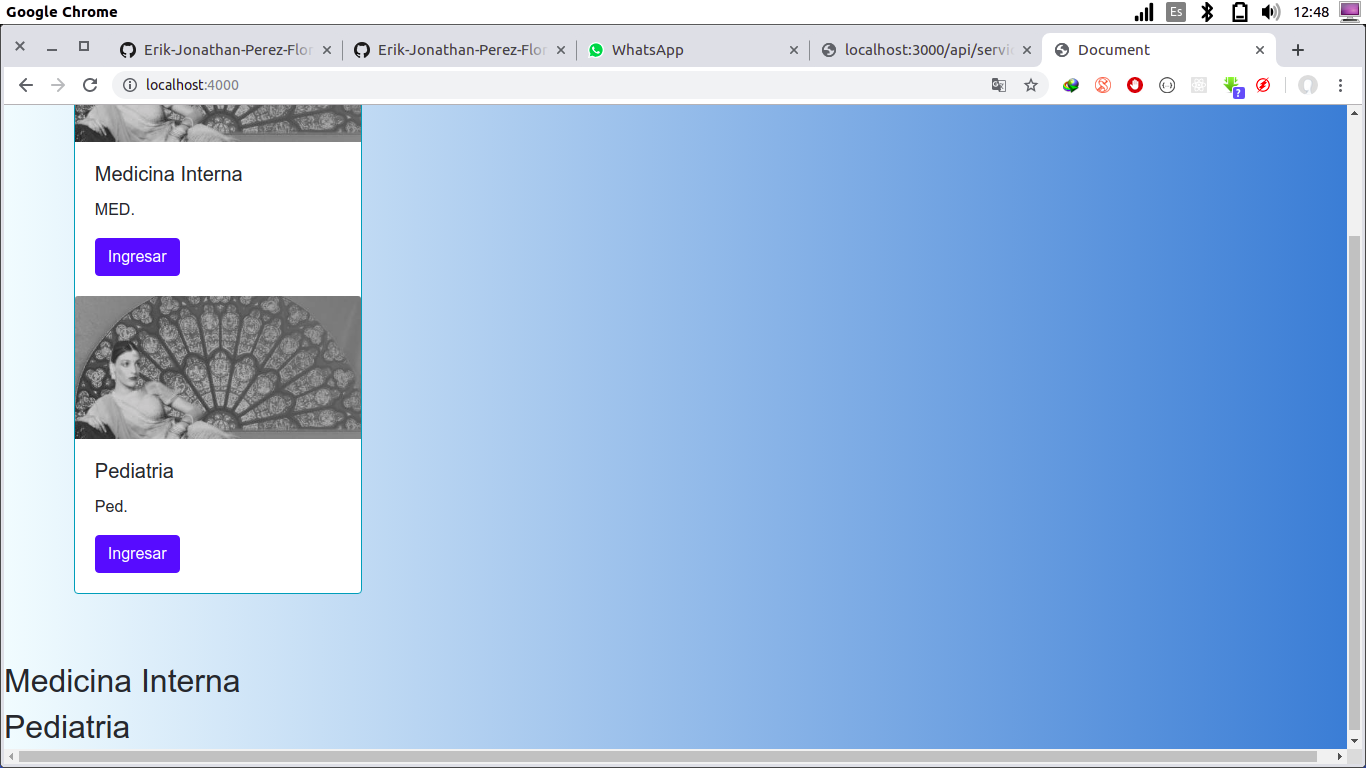 Google Chrome
Es
12:48
Erik-Jonathan-Perez-Flor
Erik-Jonathan-Perez-Flor
WhatsApp
localhost:3000/api/servi
Document
localhost:4000
?
Medicina Interna
MED.
Ingresar
Pediatria
Ped.
Ingresar
Medicina Interna
Pediatria